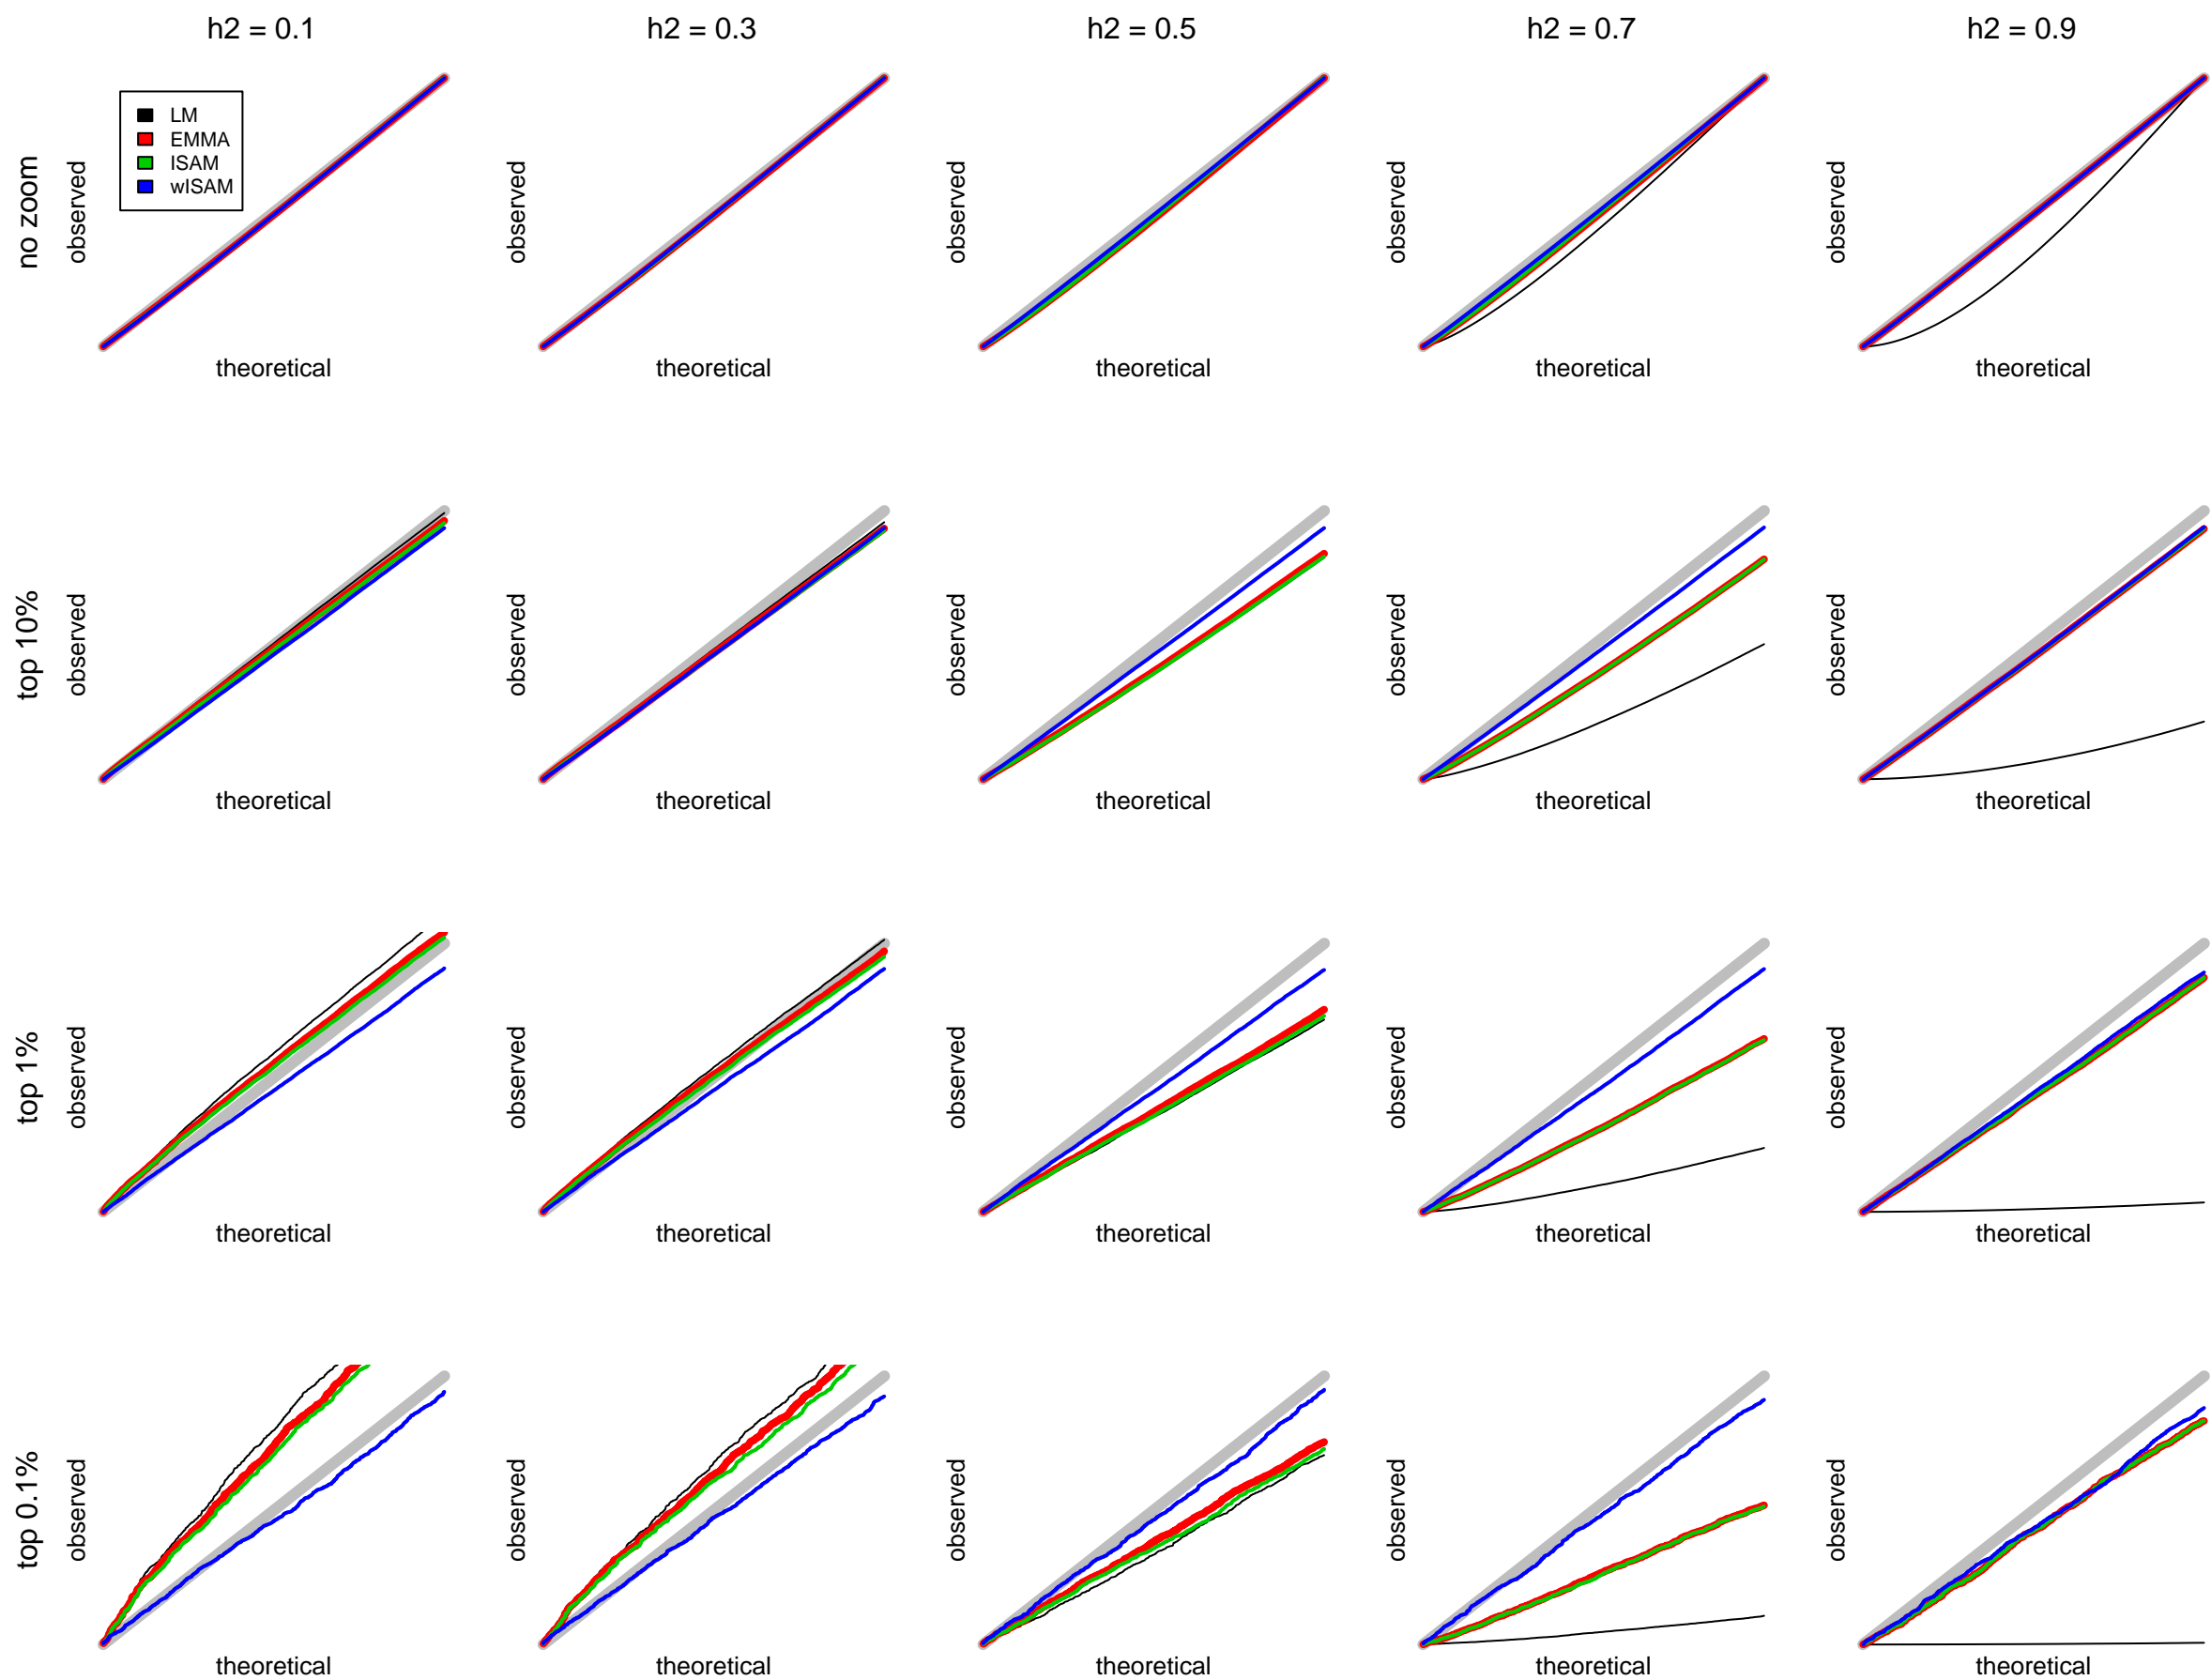 h2 = 0.1 h2 = 0.3 h2 = 0.5 h2 = 0.7 h2 = 0.9
LM
EMMA
ISAM
wISAM
no zoom
observed observed observed observed observed
theoretical theoretical theoretical theoretical theoretical
top 10%
observed observed observed observed observed
theoretical theoretical theoretical theoretical theoretical
top 1%
observed observed observed observed observed
theoretical theoretical theoretical theoretical theoretical
top 0.1%
observed observed observed observed observed
theoretical theoretical theoretical theoretical theoretical